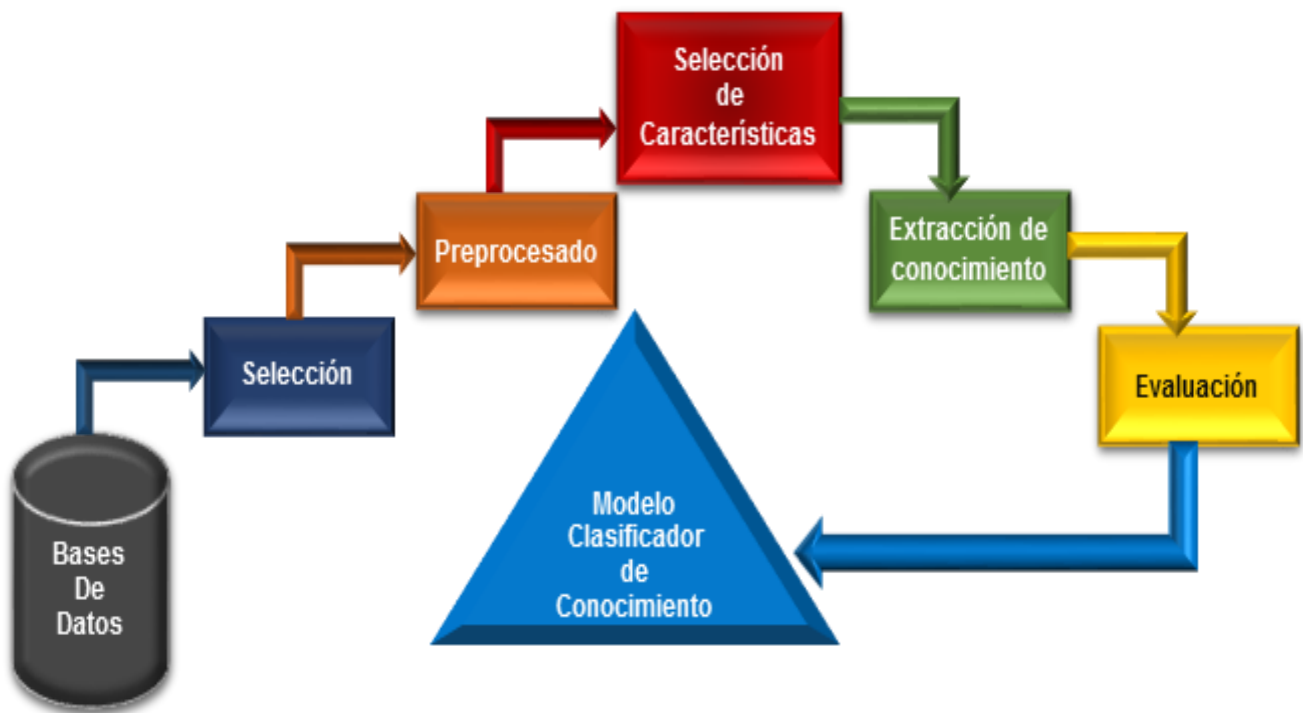 Selección
de
Características
Preprocesado
Extracción de
conocimiento
Selección
Evaluación
Bases
De
Datos
Modelo
Clasificador
de
Conocimiento